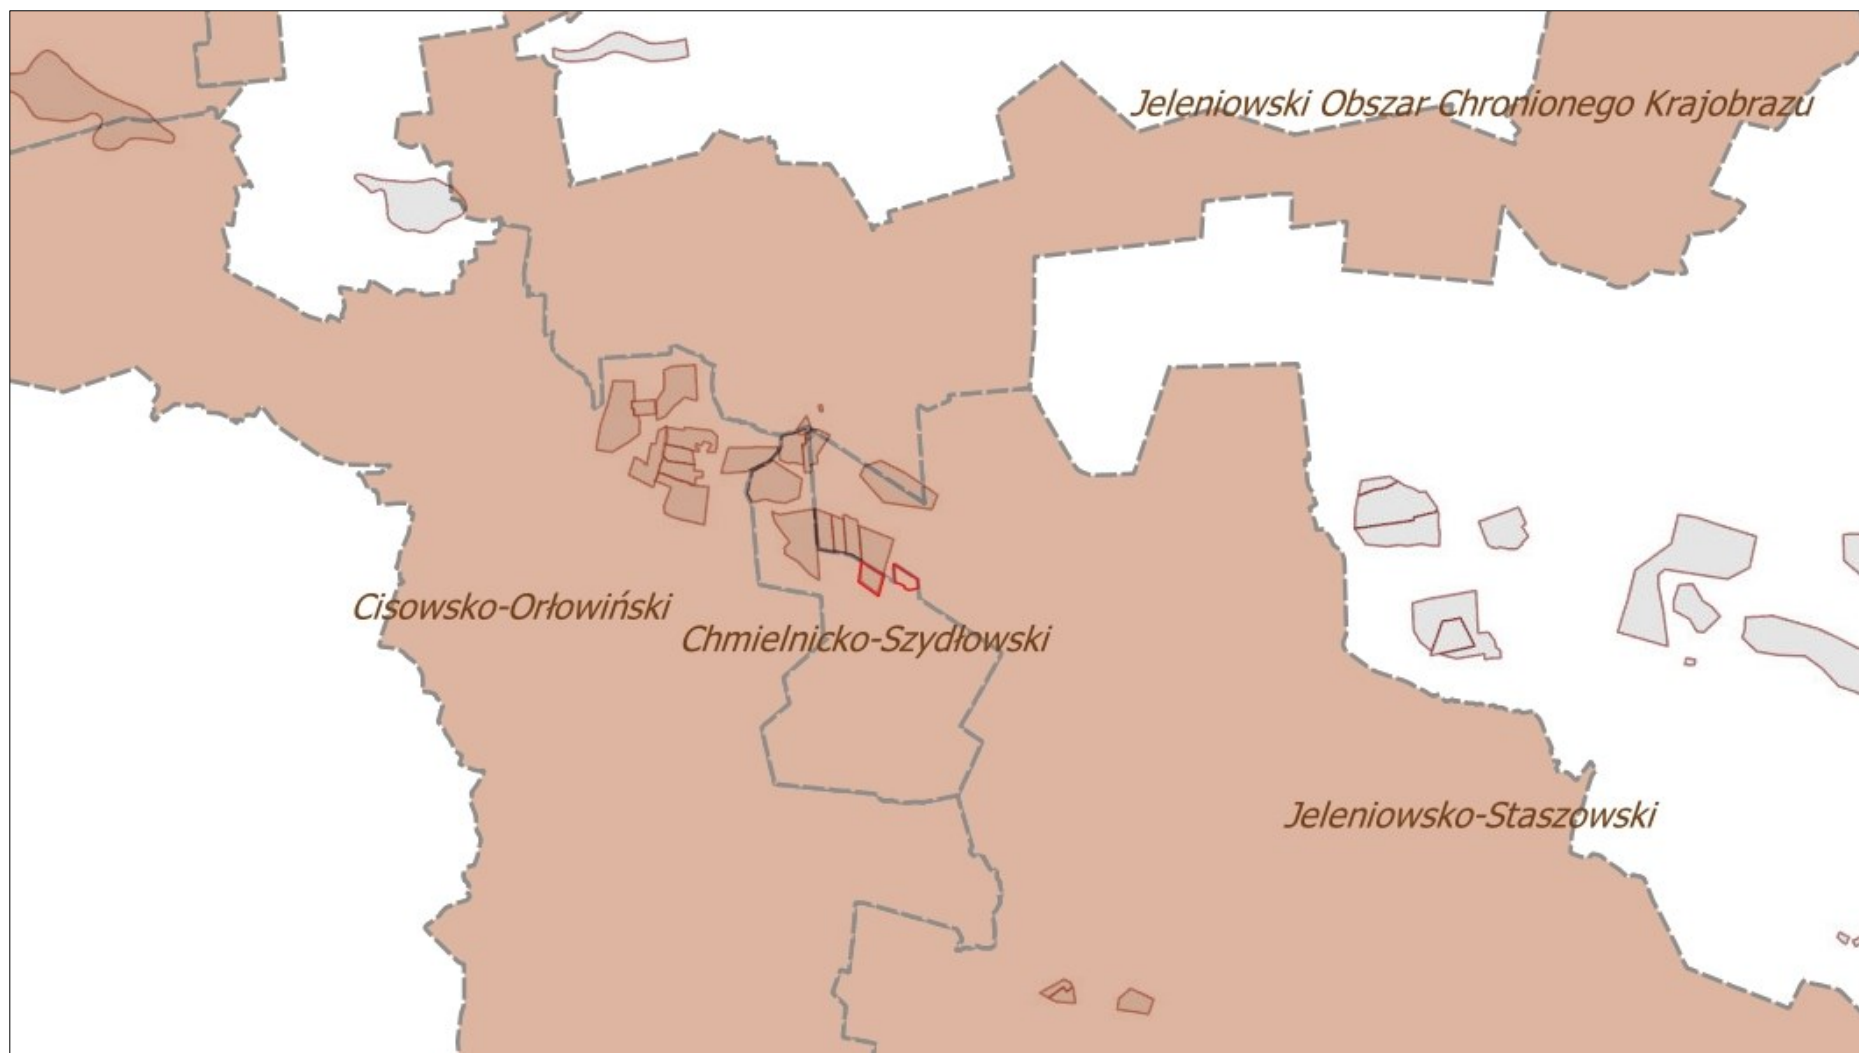 Jeleniowski Obszar Chronionego Krajobrazu
Cisowsko-Orłowiński
Chmielnicko-Szydłowski
Jeleniowsko-Staszowski